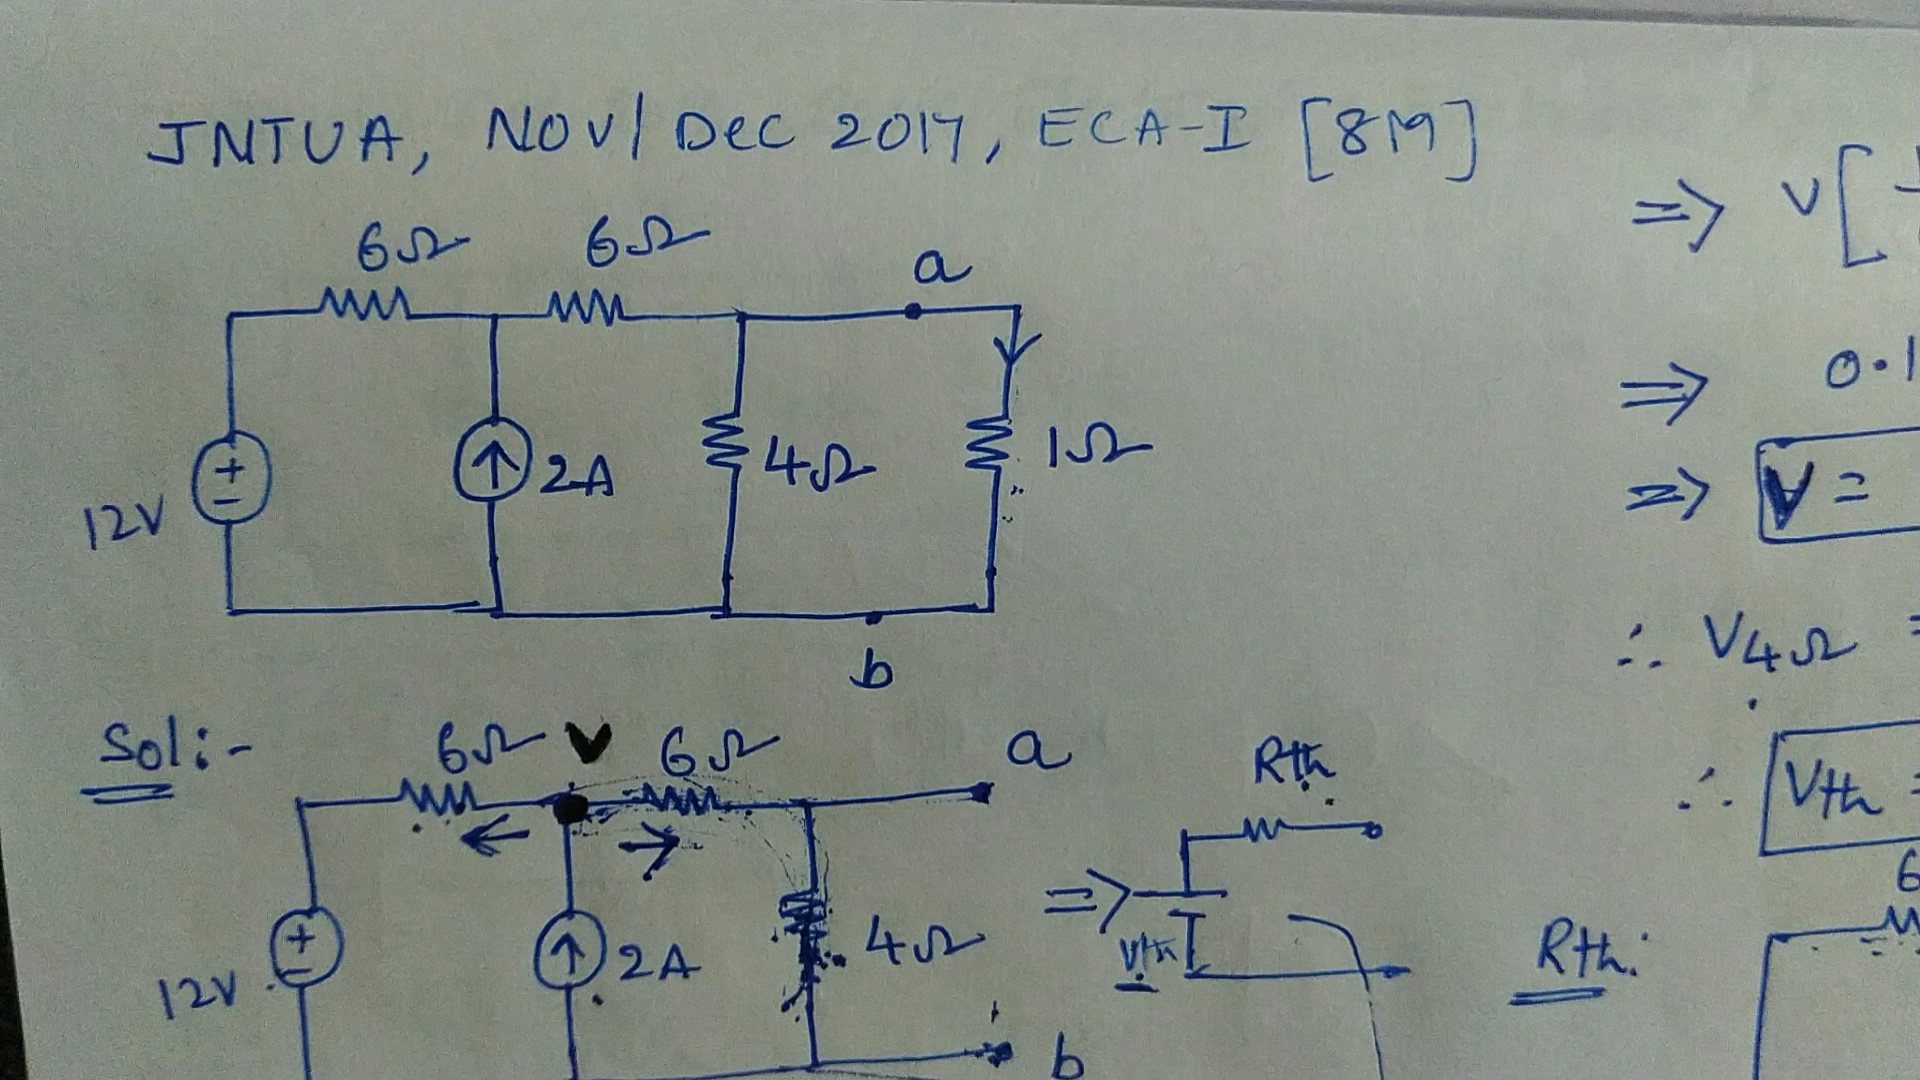 JNTUA, NOV/DEC 2017, ECA-I [8M]
6Ω 6Ω a
12V 2A 4Ω 1Ω
b
Sol:-
6Ω V 6Ω a
12V 2A 4Ω
b
⇒ Rth
Vth
⇒ V[
⇒ 0.1
⇒ V =
∴ V4Ω =
∴ Vth =
Rth:
6